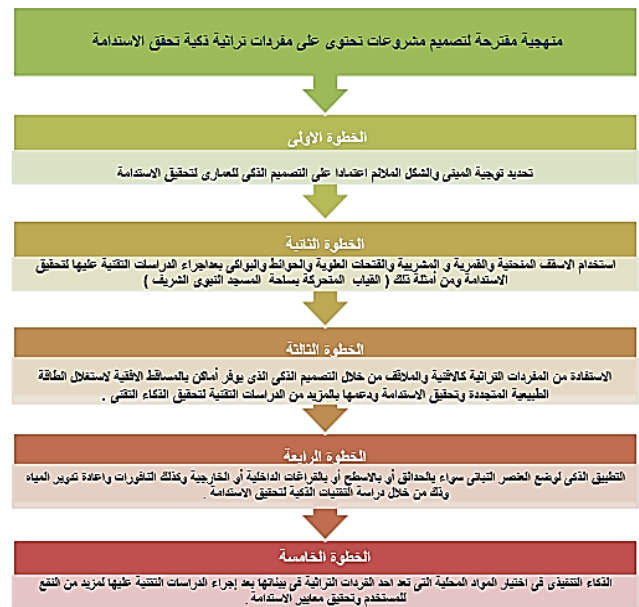 منهجية مقترحة لتصميم مشروعات تحتوى على مفردات تراثية ذكية تحقق الاستدامة
الخطوة الاولى
تحديد توجية المبنى والشكل الملائم اعتمادا على التصميم الذكى للعمارى لتحقيق الاستدامة
الخطوة الثانية
استخدام الاسقف المنحنية والقمرية و المشربية والفتحات العلوية والحوائط والبواكى بعداجراء الدراسات التقنية عليها لتحقيق
الاستدامة ومن أمثلة تلك ( القباب المتحركة بساحة المسجد النبوى الشريف )
الخطوة الثالثة
الاستفادة من المفردات التراثية كالافنية والملاقف من خلال التصميم الذكى الذى يوفر أماكن بالمساقط الافقية لاستغلال الطاقة
الطبيعية المتجددة وتحقيق الاستدامة ودعمها بالمزيد من الدراسات التقنية لتحقيق الذكاء التقنى .
الخطوة الرابعة
التطبيق الذكى لوضع العنصر النباتى سواء بالحدائق أو بالاسطح أو بالفراغات الداخلية أو الخارجية وكذلك النافورات واعادة تدوير المياه
وذلك من خلال دراسة التقنيات الذكية لتحقيق الاستدامة .
الخطوة الخامسة
الذكاء التنفيذى فى اختيار المواد المحلية التى تعد احد المفردات التراثية فى بيئاتها بعد إجراء الدراسات التقنية عليها لمزيد من النفع
للمستخدم وتحقيق معايير الاستدامة .